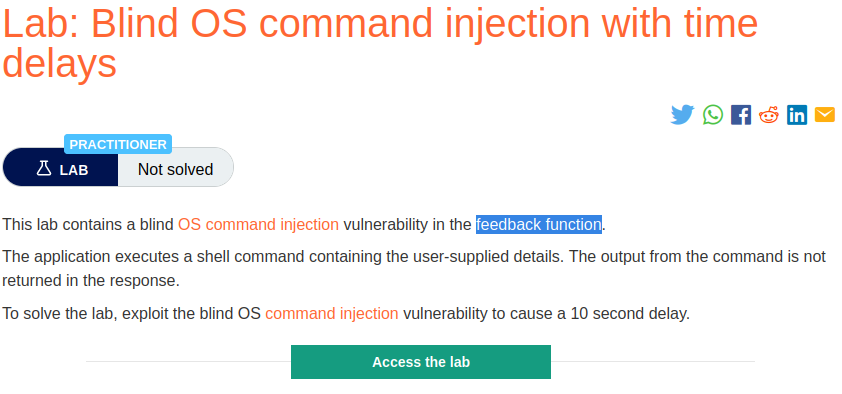 Lab: Blind OS command injection with time
delays
PRACTITIONER
LAB
Not solved
This lab contains a blind OS command injection vulnerability in the feedback function.
The application executes a shell command containing the user-supplied details. The output from the command is not
returned in the response.
To solve the lab, exploit the blind OS command injection vulnerability to cause a 10 second delay.
Access the lab